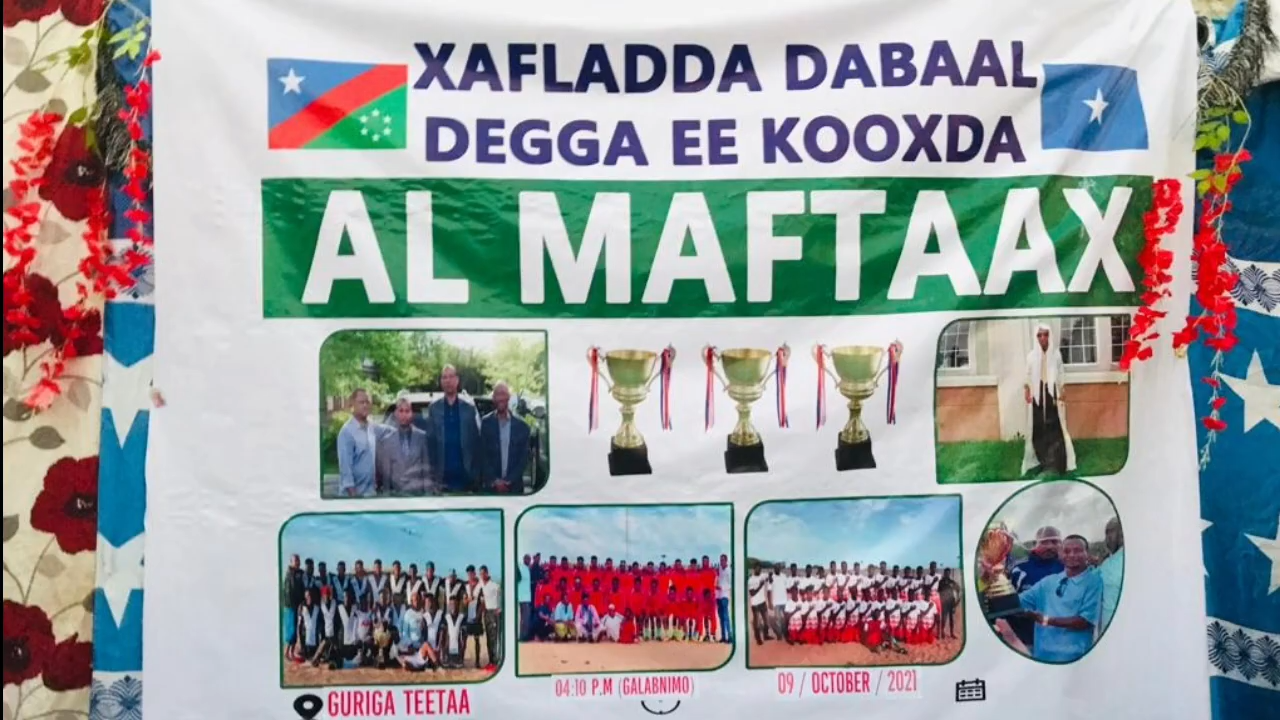 XAFLADDA DABAAL
DEGGA EE KOOXDA
AL MAFTAAX
GURIGA TEETAA
04:10 P.M (GALABNIMO)
09 / OCTOBER / 2021